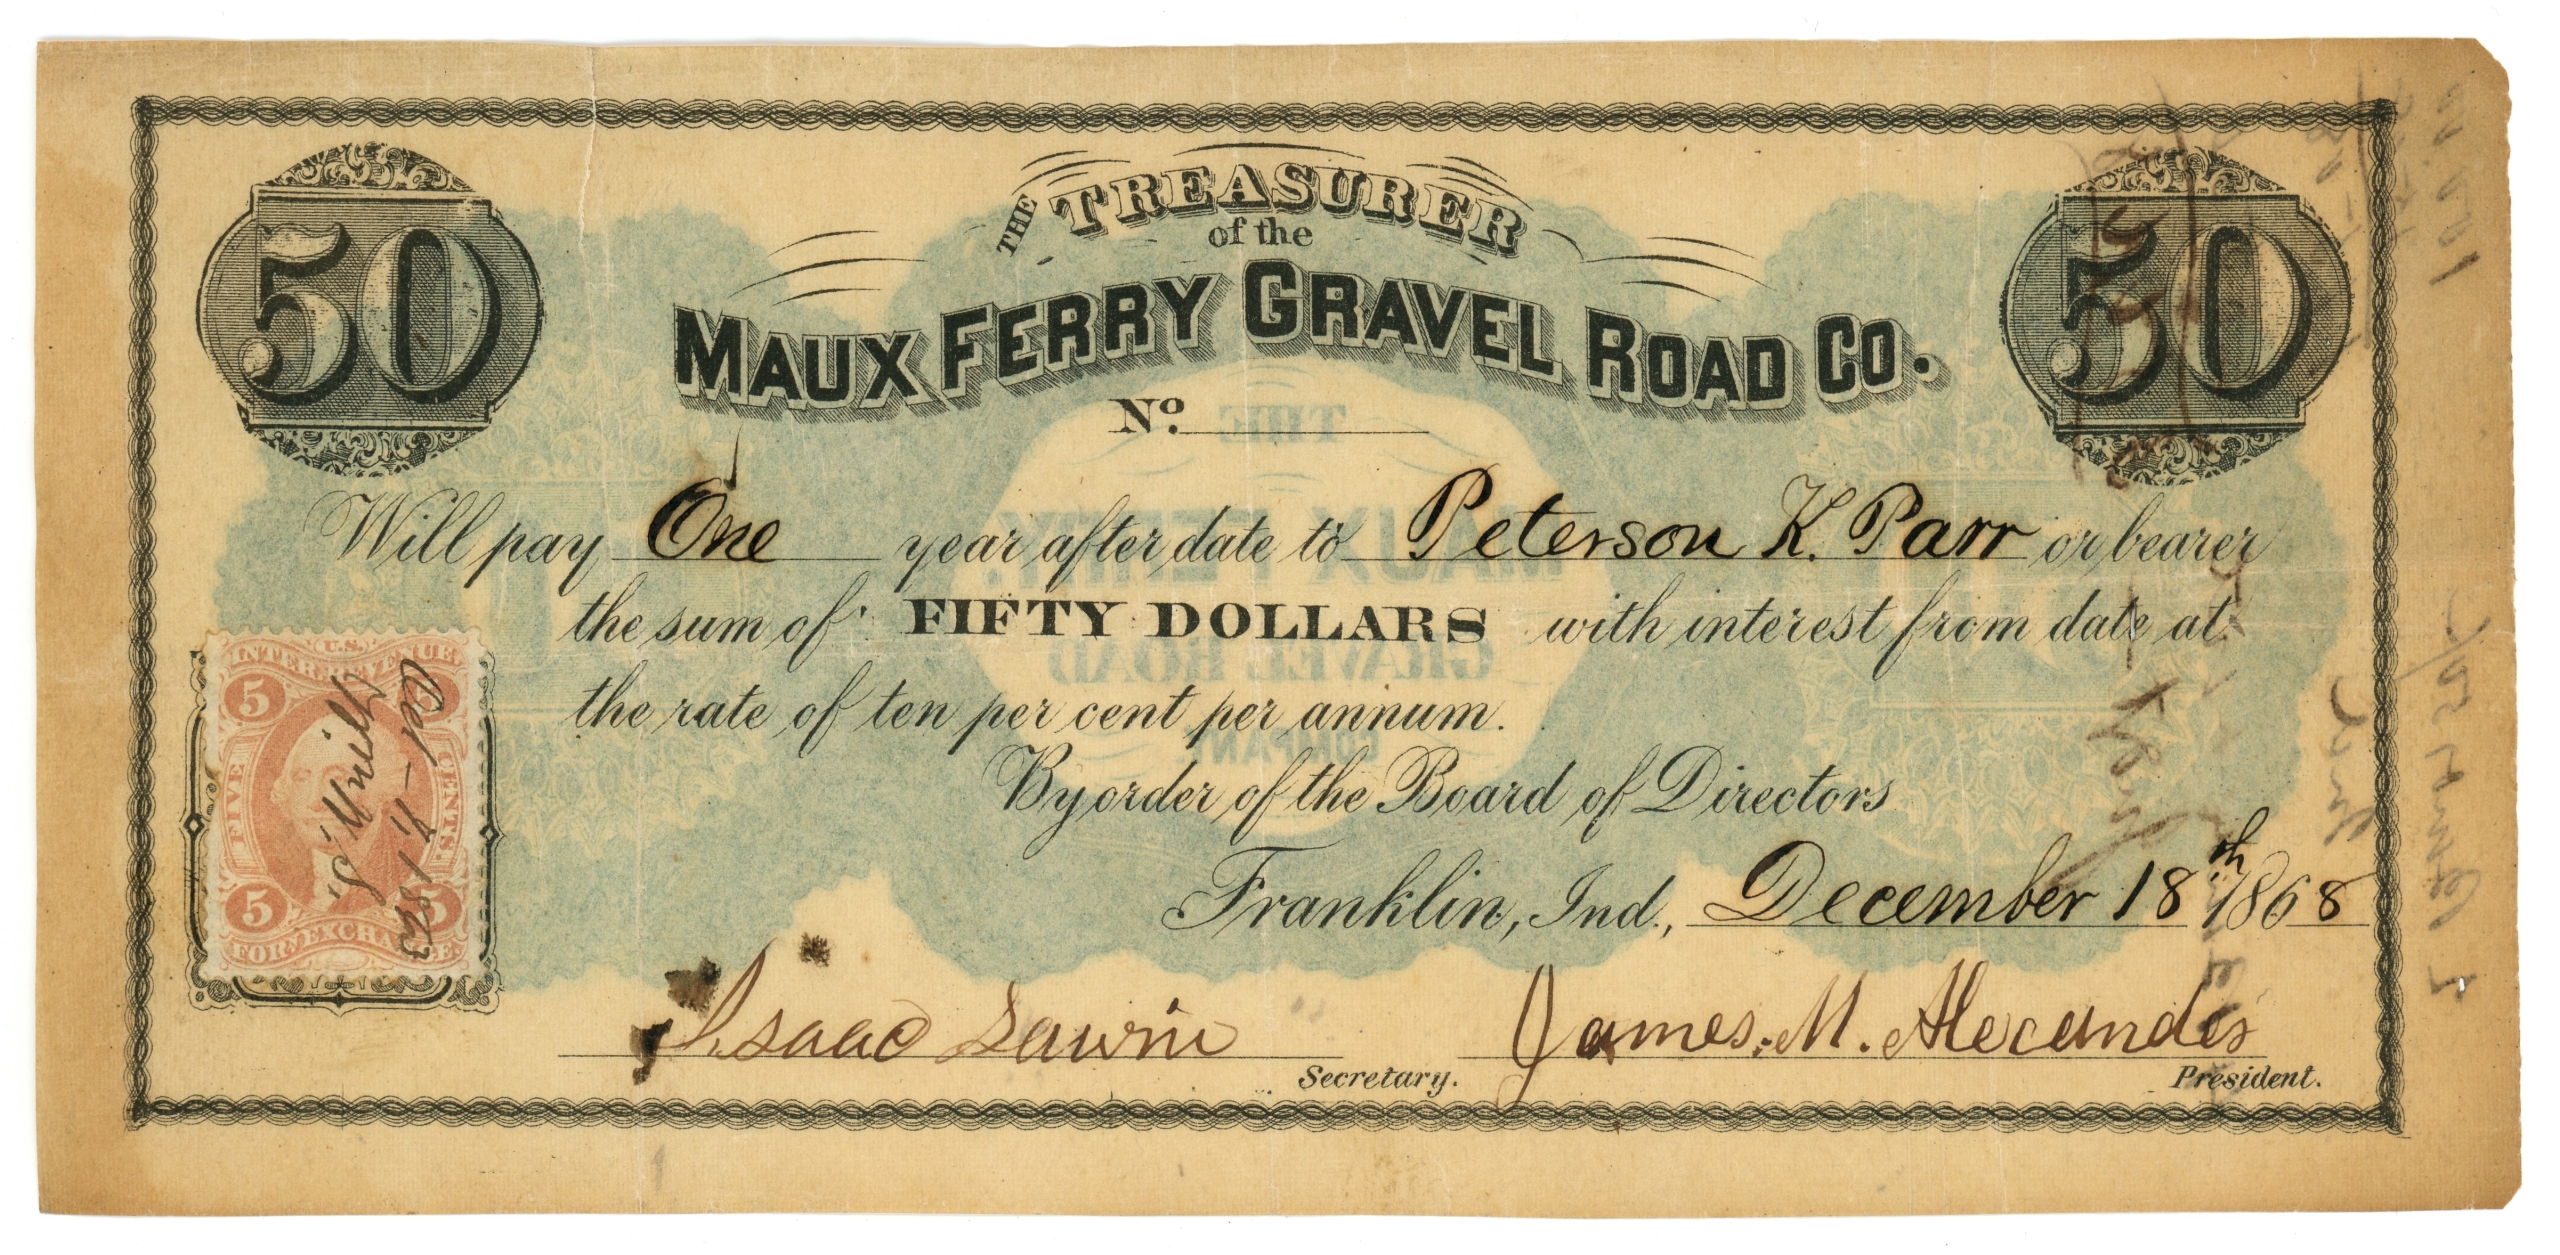 THE TREASURER
of the
MAUX FERRY GRAVEL ROAD CO.
50
50
No.
Will pay One year after date to Peterson K. Parr or bearer
the sum of FIFTY DOLLARS with interest from date at
the rate of ten per cent per annum.
By order of the Board of Directors
Franklin, Ind., December 18th 1868
Isaac Sawin
Secretary.
James. M. Alexander
President.
U.S.
INTER. REVENUE
5
5
FIVE
CENTS.
5
5
FOR EXCHANGE